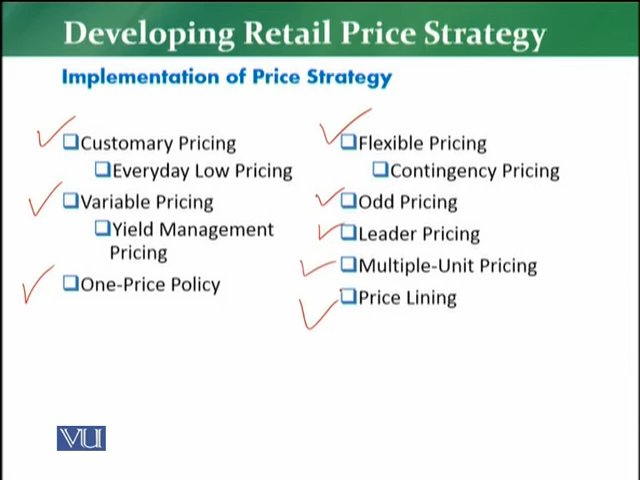 Developing Retail Price Strategy
Implementation of Price Strategy
Customary Pricing
Everyday Low Pricing
Variable Pricing
Yield Management
Pricing
One-Price Policy
Flexible Pricing
Contingency Pricing
Odd Pricing
Leader Pricing
Multiple-Unit Pricing
Price Lining
VU